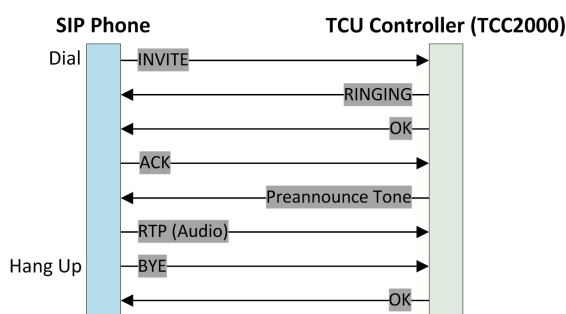 SIP Phone TCU Controller (TCC2000)
Dial INVITE
RINGING
OK
ACK
Preannounce Tone
RTP (Audio)
Hang Up BYE
OK